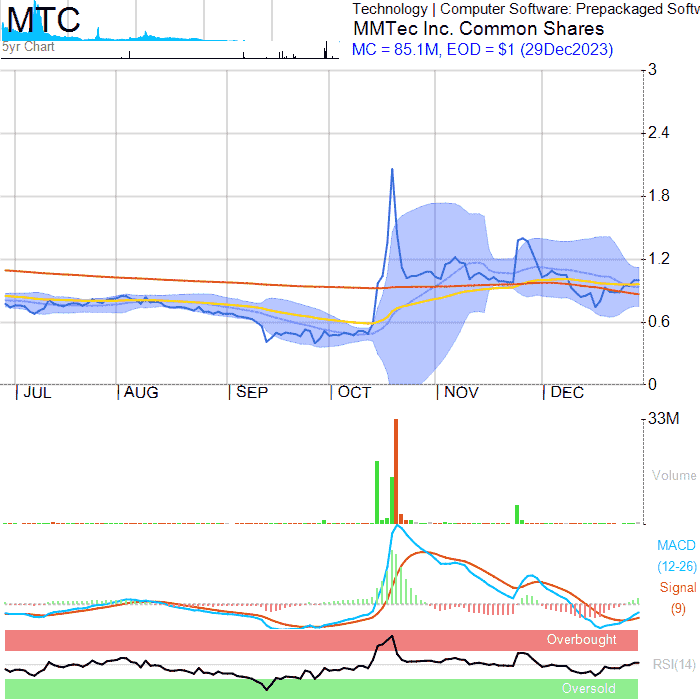 MTC
5yr Chart
Technology | Computer Software: Prepackaged Softw
MMTec Inc. Common Shares
MC = 85.1M, EOD = $1 (29Dec2023)
3
2.4
1.8
1.2
0.6
0
JUL AUG SEP OCT NOV DEC
33M
Volume
MACD
(12-26)
Signal
(9)
Overbought
RSI(14)
Oversold